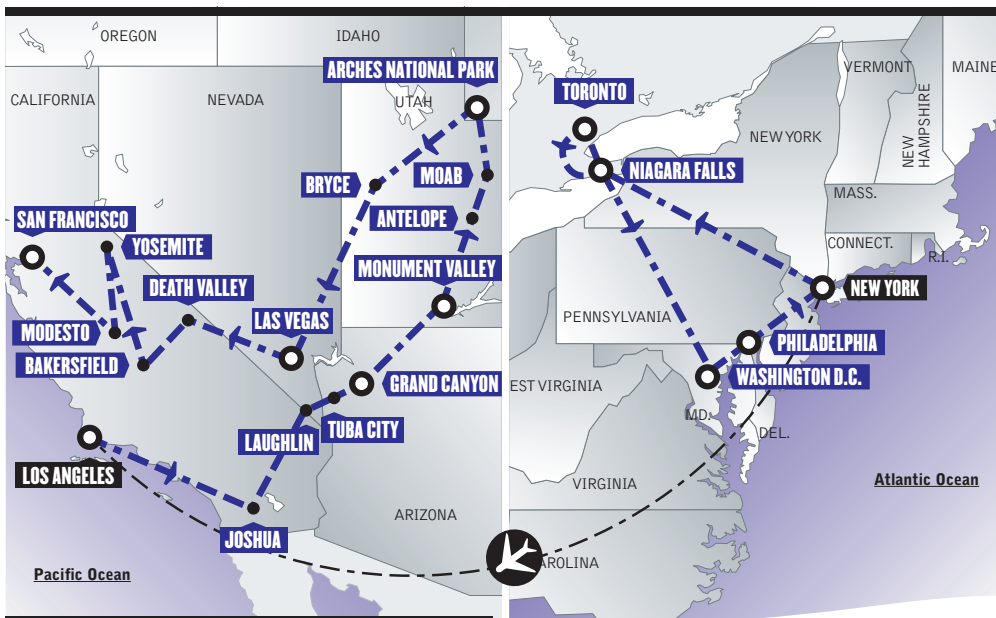 OREGON
IDAHO
ARCHES NATIONAL PARK
CALIFORNIA
NEVADA
UTAH
BRYCE
MOAB
ANTELOPE
SAN FRANCISCO
YOSEMITE
MONUMENT VALLEY
DEATH VALLEY
LAS VEGAS
MODESTO
BAKERSFIELD
GRAND CANYON
TUBA CITY
LAUGHLIN
LOS ANGELES
ARIZONA
JOSHUA
Pacific Ocean
VERMONT
MAINE
TORONTO
NEW YORK
NEW
HAMPSHIRE
NIAGARA FALLS
MASS.
CONNECT.
R.I.
NEW YORK
PENNSYLVANIA
PHILADELPHIA
WASHINGTON D.C.
EST VIRGINIA
MD.
DEL.
VIRGINIA
Atlantic Ocean
AROLINA